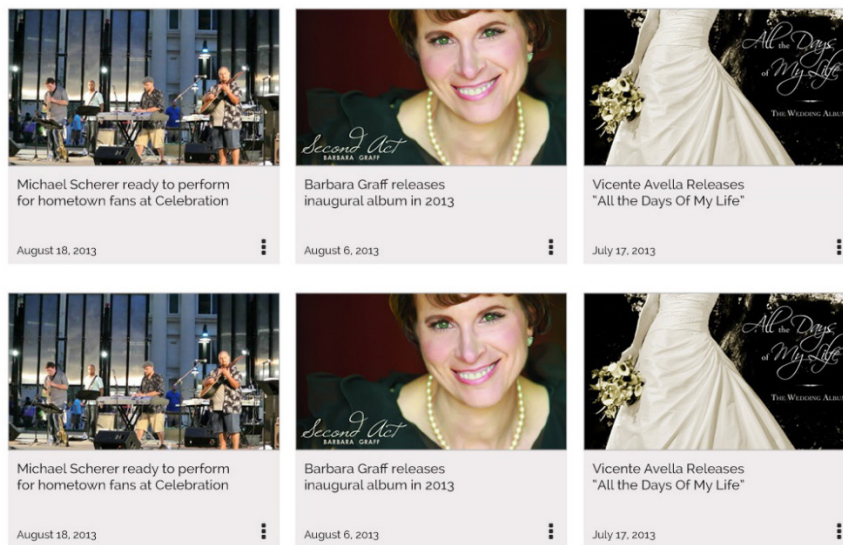 Second Act
BARBARA GRAFF
All the Days
of My Life
THE WEDDING ALBUM
Michael Scherer ready to perform
for hometown fans at Celebration
Barbara Graff releases
inaugural album in 2013
Vicente Avella Releases
"All the Days Of My Life"
August 18, 2013
August 6, 2013
July 17, 2013
Second Act
BARBARA GRAFF
All the Days
of My Life
THE WEDDING ALBUM
Michael Scherer ready to perform
for hometown fans at Celebration
Barbara Graff releases
inaugural album in 2013
Vicente Avella Releases
"All the Days Of My Life"
August 18, 2013
August 6, 2013
July 17, 2013